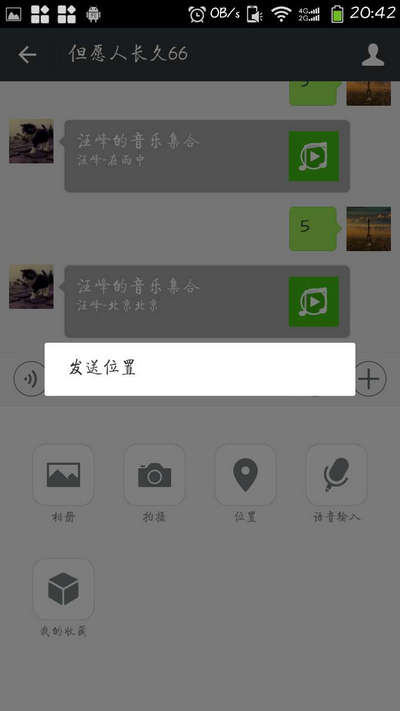 0B/s
4G
2G
20:42
但愿人长久66
5
汪峰的音乐集合
汪峰-在雨中
5
汪峰的音乐集合
汪峰-北京北京
发送位置
相册
拍摄
位置
语音输入
我的收藏